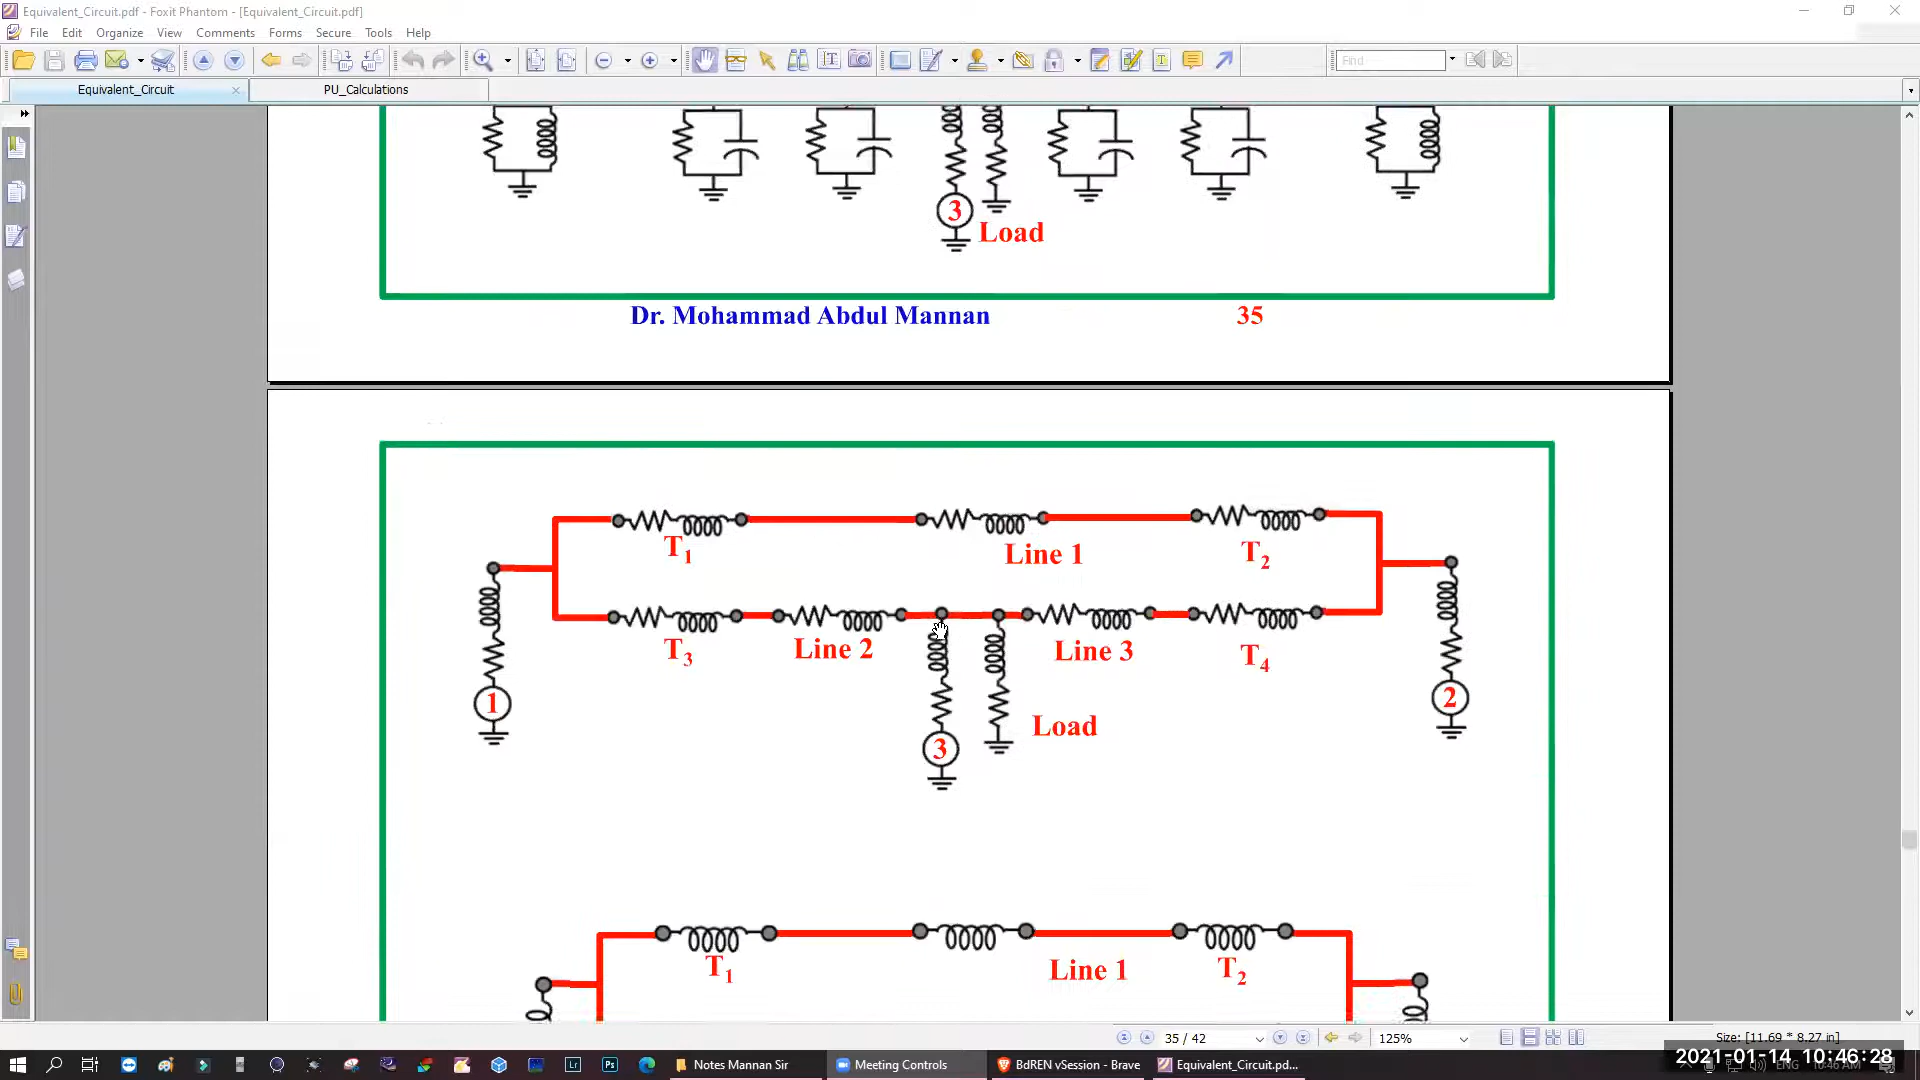 Equivalent_Circuit.pdf - Foxit Phantom - [Equivalent_Circuit.pdf]
File Edit Organize View Comments Forms Secure Tools Help
Find
Equivalent_Circuit PU_Calculations
3
Load
Dr. Mohammad Abdul Mannan 35
T1 Line 1 T2
T3 Line 2 Line 3 T4
1 3 Load 2
T1 Line 1 T2
35 / 42 125% Size: [11.69 * 8.27 in]
Notes Mannan Sir Meeting Controls BdREN vSession - Brave Equivalent_Circuit.pd...
2021-01-14 10:46:28